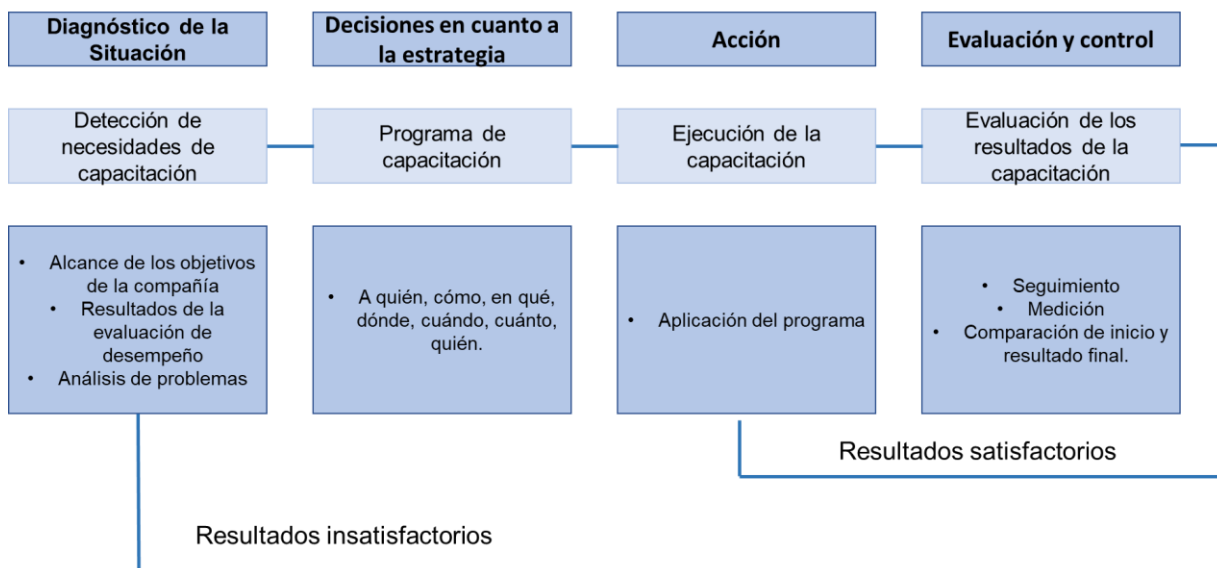 Diagnóstico de la
Situación
Decisiones en cuanto a
la estrategia
Acción
Evaluación y control
Detección de
necesidades de
capacitación
Programa de
capacitación
Ejecución de la
capacitación
Evaluación de los
resultados de la
capacitación
• Alcance de los objetivos
de la compañía
• Resultados de la
evaluación de
desempeño
• Análisis de problemas
• A quién, cómo, en qué,
dónde, cuándo, cuánto,
quién.
• Aplicación del programa
• Seguimiento
• Medición
• Comparación de inicio y
resultado final.
Resultados satisfactorios
Resultados insatisfactorios